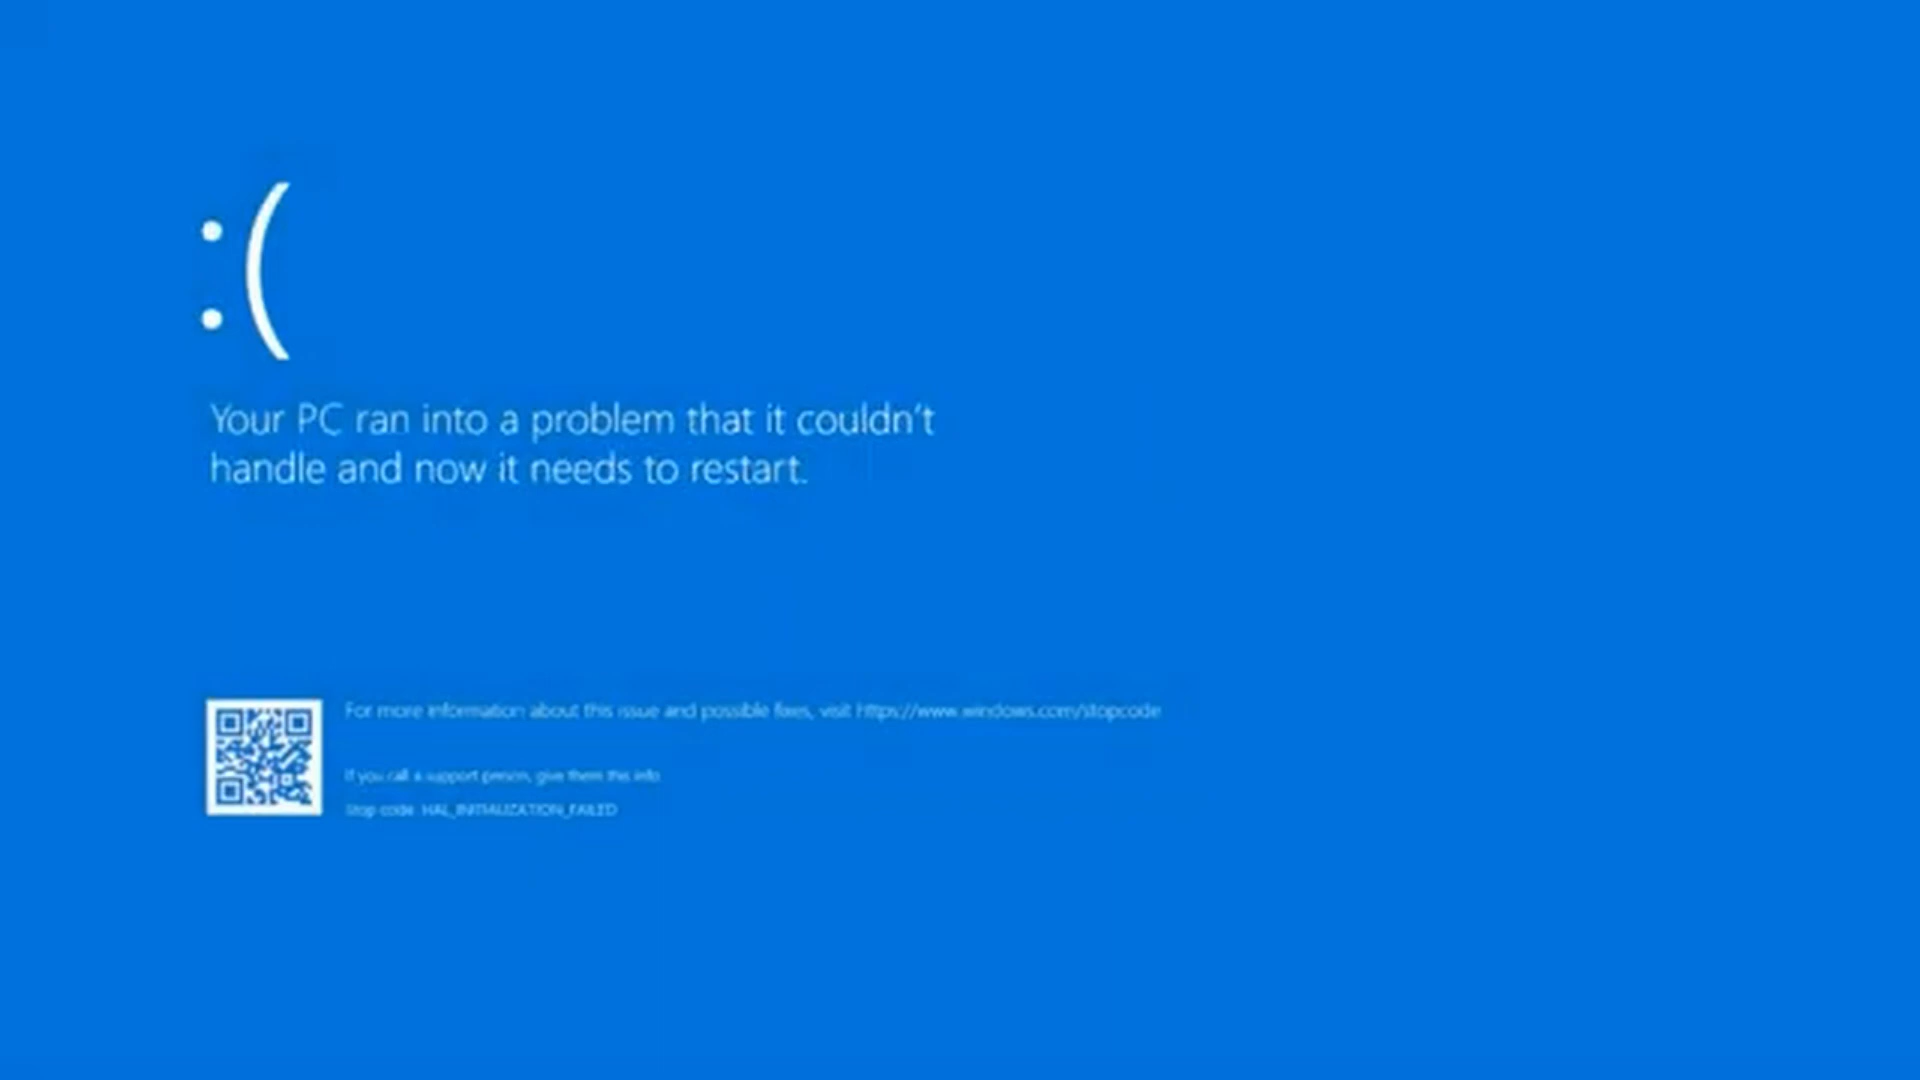 :(
Your PC ran into a problem that it couldn't
handle and now it needs to restart.
For more information about this issue and possible fixes, visit https://www.windows.com/stopcode
If you call a support person, give them this info
Stop code: HAL_INITIALIZATION_FAILED